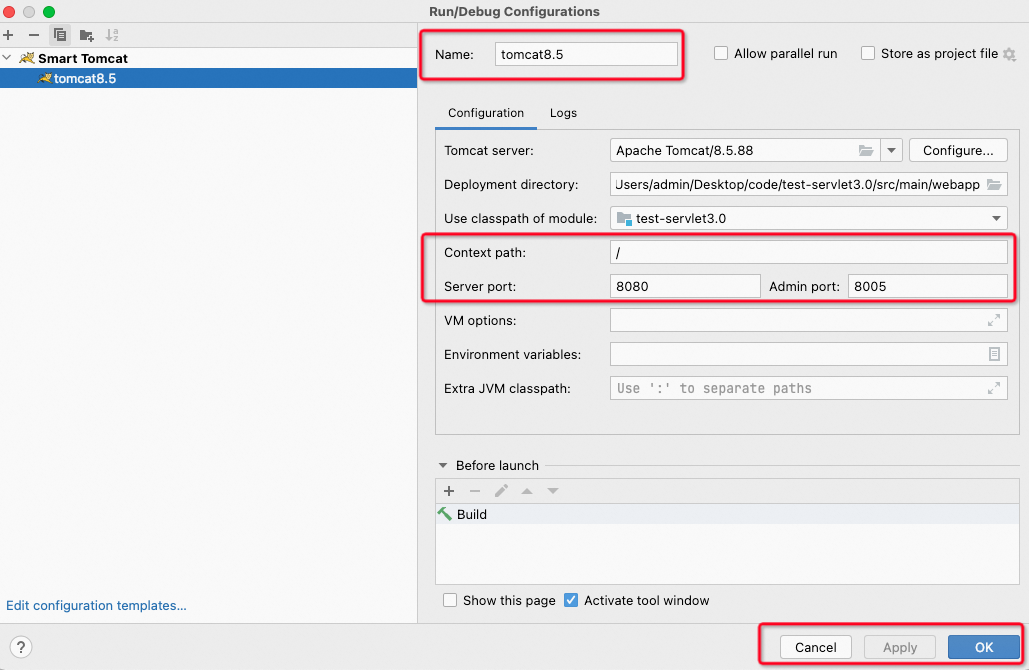 Run/Debug Configurations
Smart Tomcat
tomcat8.5
Name: tomcat8.5
Allow parallel run
Store as project file
Configuration Logs
Tomcat server: Apache Tomcat/8.5.88 Configure...
Deployment directory: Users/admin/Desktop/code/test-servlet3.0/src/main/webapp
Use classpath of module: test-servlet3.0
Context path: /
Server port: 8080 Admin port: 8005
VM options:
Environment variables:
Extra JVM classpath: Use ':' to separate paths
Before launch
Build
Show this page Activate tool window
Edit configuration templates...
? Cancel Apply OK